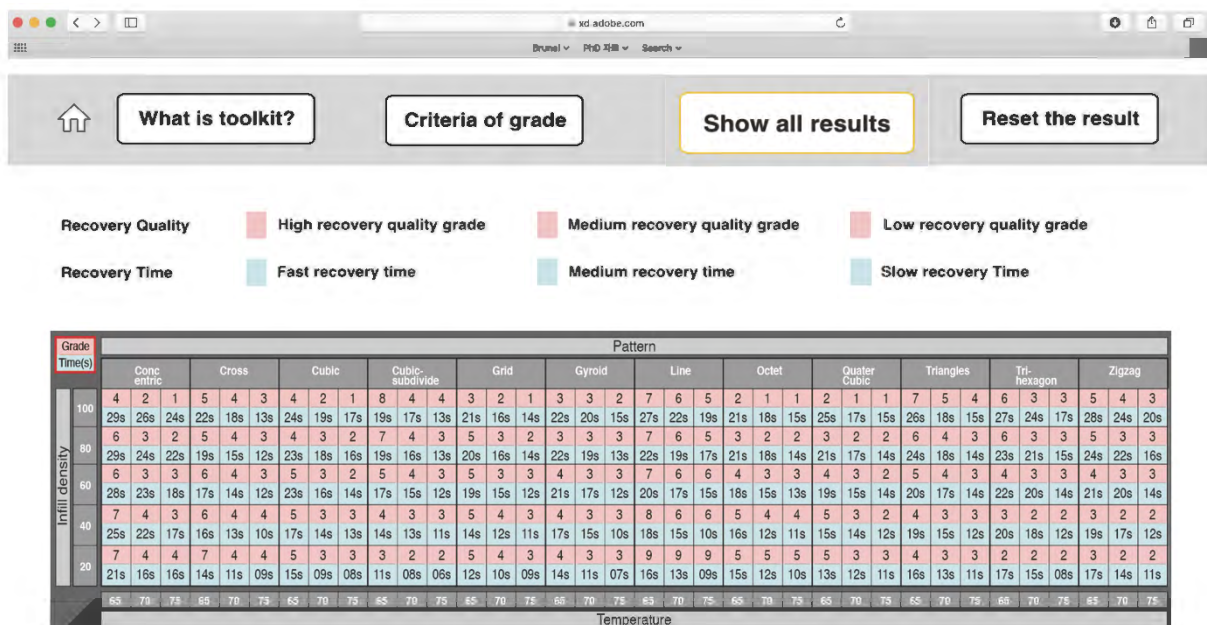 xd.adobe.com
Brunel PhD 자료 Search
What is toolkit? Criteria of grade Show all results Reset the result
Recovery Quality High recovery quality grade Medium recovery quality grade Low recovery quality grade
Recovery Time Fast recovery time Medium recovery time Slow recovery Time
Grade Pattern
Time(s) Conc entric Cross Cubic Cubic-subdivide Grid Gyroid Line Octet Quater Cubic Triangles Tri-hexagon Zigzag
Infill density
100 4 2 1 5 4 3 4 2 1 8 4 4 3 2 1 3 3 2 7 6 5 2 1 1 2 1 1 7 5 4 6 3 3 5 4 3
29s 26s 24s 22s 18s 13s 24s 19s 17s 19s 17s 13s 21s 16s 14s 22s 20s 15s 27s 22s 19s 21s 18s 15s 25s 17s 15s 26s 18s 15s 27s 24s 17s 28s 24s 20s
80 6 3 2 5 4 3 4 3 2 7 4 3 5 3 2 3 3 3 7 6 5 3 2 2 3 2 2 6 4 3 6 3 3 5 3 3
29s 24s 22s 19s 15s 12s 23s 18s 16s 19s 16s 13s 20s 16s 14s 22s 19s 13s 22s 19s 17s 21s 18s 14s 21s 17s 14s 24s 18s 14s 23s 21s 15s 24s 22s 16s
60 6 3 3 6 4 3 5 3 2 5 4 3 5 3 3 4 3 3 7 6 6 4 3 3 4 3 2 5 4 3 4 3 3 4 3 3
28s 23s 18s 17s 14s 12s 23s 16s 14s 17s 15s 12s 19s 15s 12s 21s 17s 12s 20s 17s 15s 18s 15s 13s 19s 15s 14s 20s 17s 14s 22s 20s 14s 21s 20s 14s
40 7 4 3 6 4 4 5 3 3 4 3 3 5 4 3 4 3 3 8 6 6 5 4 4 5 3 2 4 3 3 3 2 2 3 2 2
25s 22s 17s 16s 13s 10s 17s 14s 13s 14s 13s 11s 14s 12s 11s 17s 15s 10s 18s 15s 10s 16s 13s 12s 15s 14s 12s 19s 15s 12s 20s 18s 12s 19s 17s 12s
20 7 4 4 7 4 4 5 3 3 3 2 2 5 4 3 4 3 3 9 9 9 5 5 5 5 3 3 4 3 3 2 2 2 3 2 2
21s 16s 16s 14s 11s 09s 15s 09s 08s 11s 08s 06s 12s 10s 09s 14s 11s 07s 16s 13s 09s 15s 12s 10s 13s 12s 11s 16s 13s 11s 17s 15s 08s 17s 14s 11s
65 70 75 65 70 75 65 70 75 65 70 75 65 70 75 65 70 75 65 70 75 65 70 75 65 70 75 65 70 75 65 70 75 65 70 75
Temperature